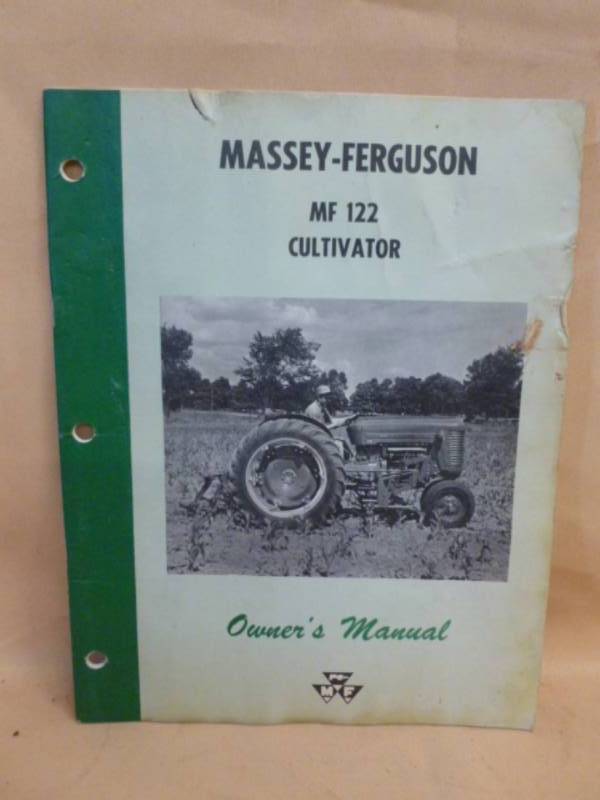 MASSEY-FERGUSON
MF 122
CULTIVATOR
Owner's Manual
M F